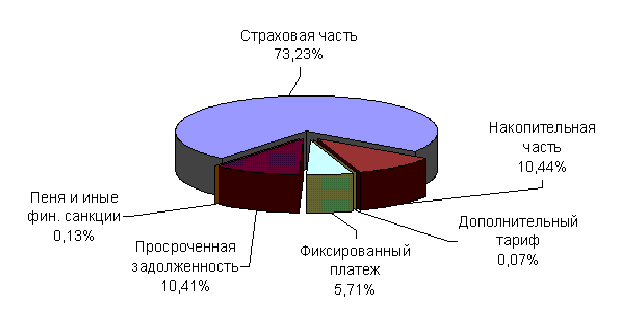 Страховая часть
73,23%
Накопительная
часть
10,44%
Дополнительный
тариф
0,07%
Фиксированный
платеж
5,71%
Просроченная
задолженность
10,41%
Пеня и иные
фин. санкции
0,13%